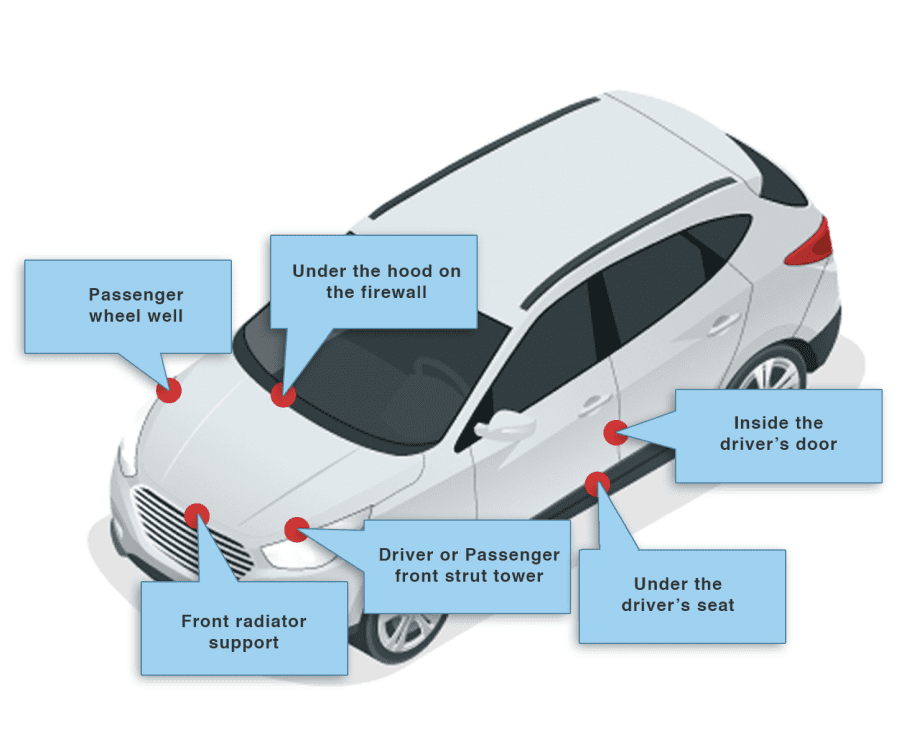 Under the hood on
the firewall
Passenger
wheel well
Inside the
driver’s door
Driver or Passenger
front strut tower
Under the
driver’s seat
Front radiator
support